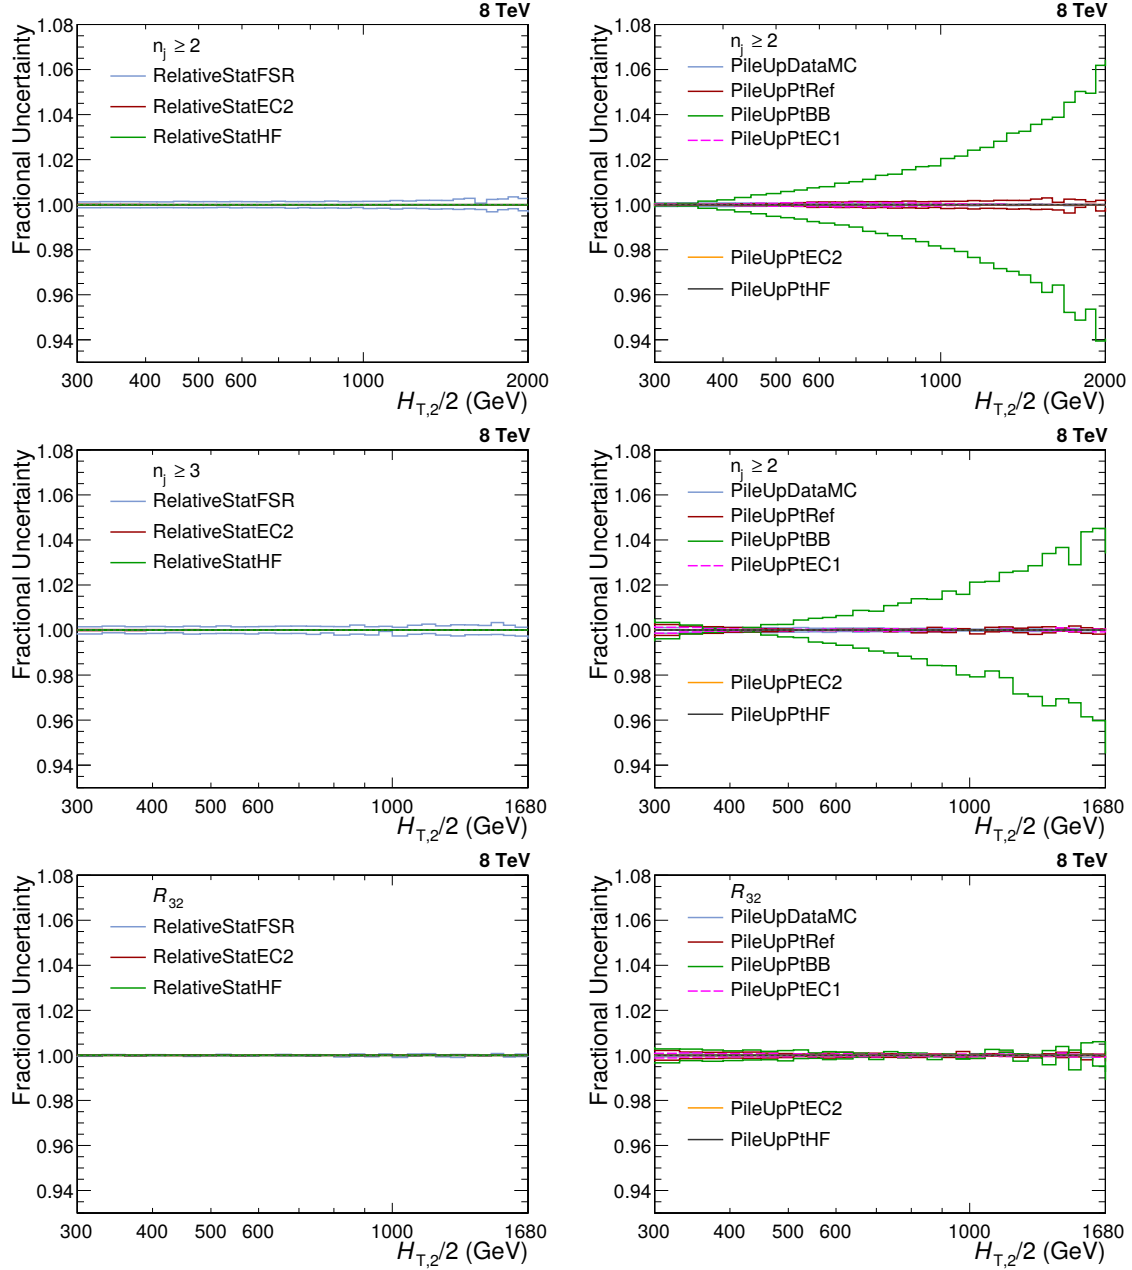 8 TeV
1.08
1.06
1.04
1.02
1.00
0.98
0.96
0.94
Fractional Uncertainty
n_j ≥ 2
RelativeStatFSR
RelativeStatEC2
RelativeStatHF
300 400 500 600 1000 2000
H_T,2/2 (GeV)
8 TeV
1.08
1.06
1.04
1.02
1.00
0.98
0.96
0.94
Fractional Uncertainty
n_j ≥ 2
PileUpDataMC
PileUpPtRef
PileUpPtBB
PileUpPtEC1
PileUpPtEC2
PileUpPtHF
300 400 500 600 1000 2000
H_T,2/2 (GeV)
8 TeV
1.08
1.06
1.04
1.02
1.00
0.98
0.96
0.94
Fractional Uncertainty
n_j ≥ 3
RelativeStatFSR
RelativeStatEC2
RelativeStatHF
300 400 500 600 1000 1680
H_T,2/2 (GeV)
8 TeV
1.08
1.06
1.04
1.02
1.00
0.98
0.96
0.94
Fractional Uncertainty
n_j ≥ 2
PileUpDataMC
PileUpPtRef
PileUpPtBB
PileUpPtEC1
PileUpPtEC2
PileUpPtHF
300 400 500 600 1000 1680
H_T,2/2 (GeV)
8 TeV
1.08
1.06
1.04
1.02
1.00
0.98
0.96
0.94
Fractional Uncertainty
R_32
RelativeStatFSR
RelativeStatEC2
RelativeStatHF
300 400 500 600 1000 1680
H_T,2/2 (GeV)
8 TeV
1.08
1.06
1.04
1.02
1.00
0.98
0.96
0.94
Fractional Uncertainty
R_32
PileUpDataMC
PileUpPtRef
PileUpPtBB
PileUpPtEC1
PileUpPtEC2
PileUpPtHF
300 400 500 600 1000 1680
H_T,2/2 (GeV)